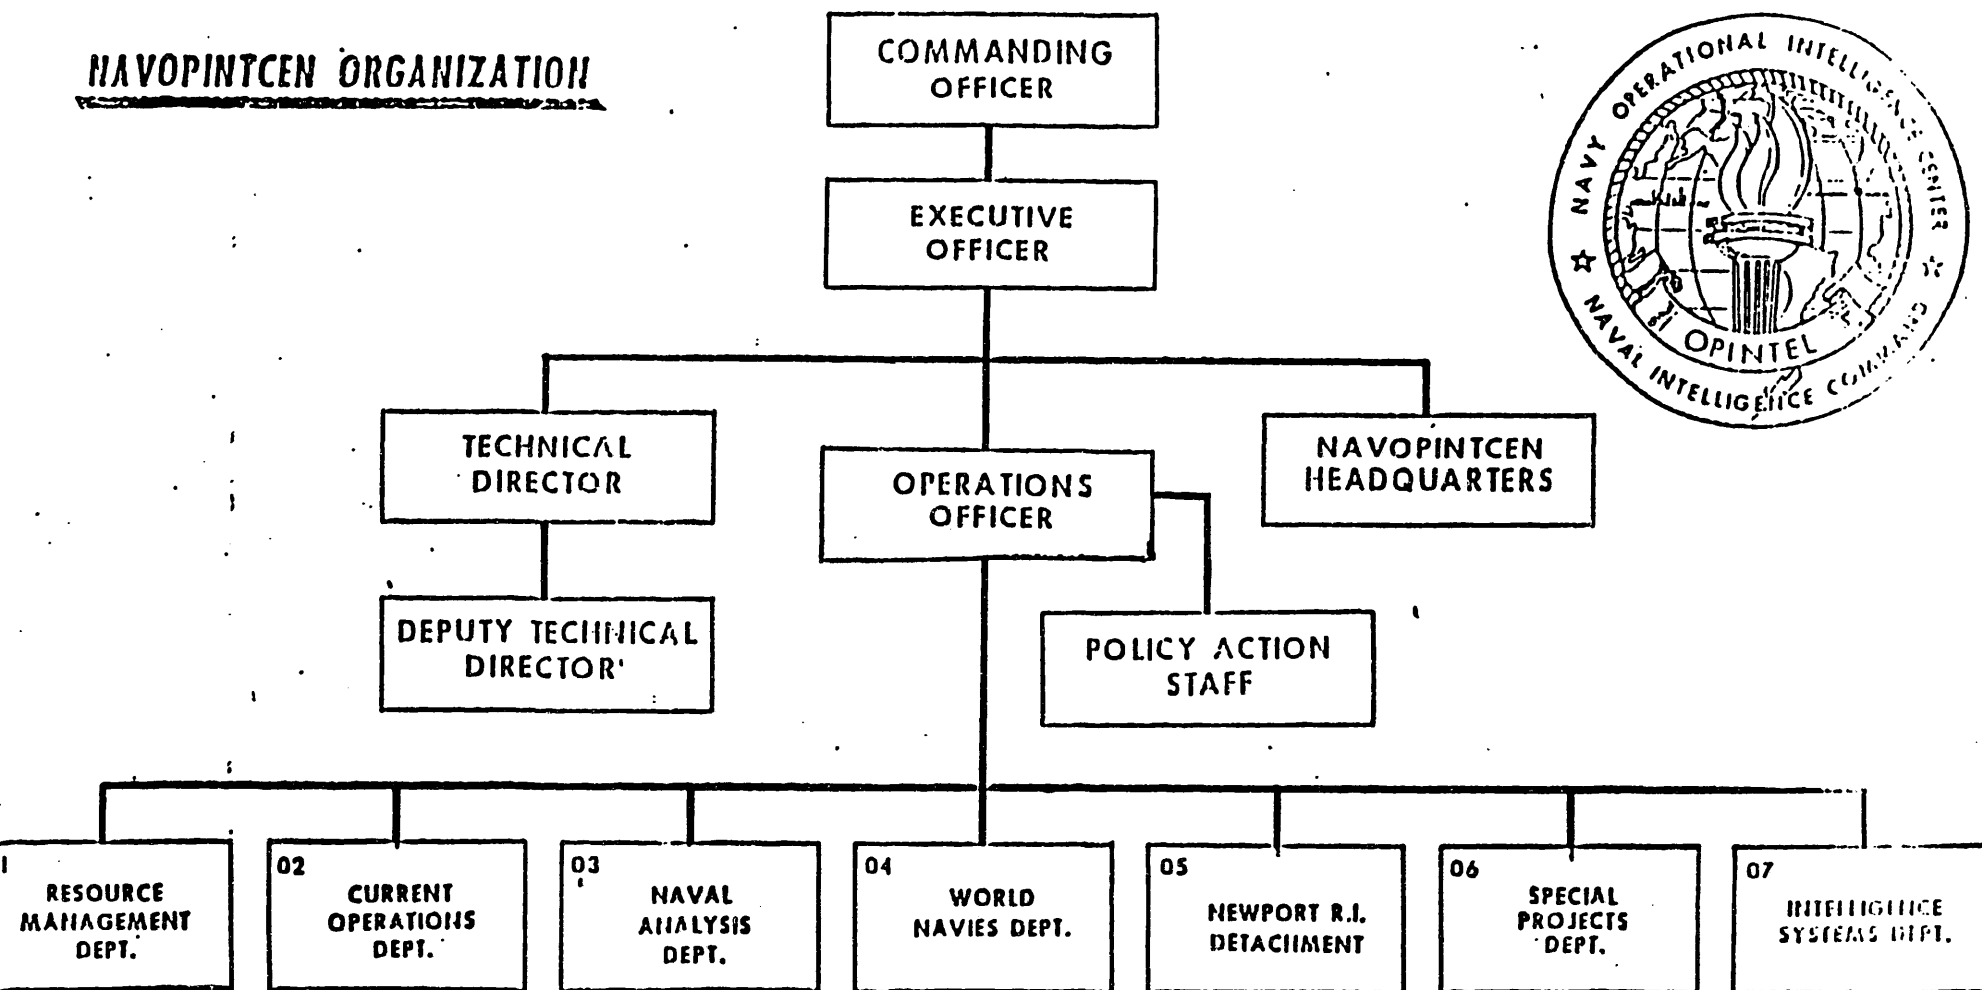 NAVOPINTCEN ORGANIZATION
COMMANDING
OFFICER
EXECUTIVE
OFFICER
NAVY OPERATIONAL INTELLIGENCE CENTER
NAVAL INTELLIGENCE COMMAND
OPINTEL
TECHNICAL
DIRECTOR
OPERATIONS
OFFICER
NAVOPINTCEN
HEADQUARTERS
DEPUTY TECHNICAL
DIRECTOR
POLICY ACTION
STAFF
1
RESOURCE
MANAGEMENT
DEPT.
02
CURRENT
OPERATIONS
DEPT.
03
NAVAL
ANALYSIS
DEPT.
04
WORLD
NAVIES DEPT.
05
NEWPORT R.I.
DETACHMENT
06
SPECIAL
PROJECTS
DEPT.
07
INTELLIGENCE
SYSTEMS DEPT.